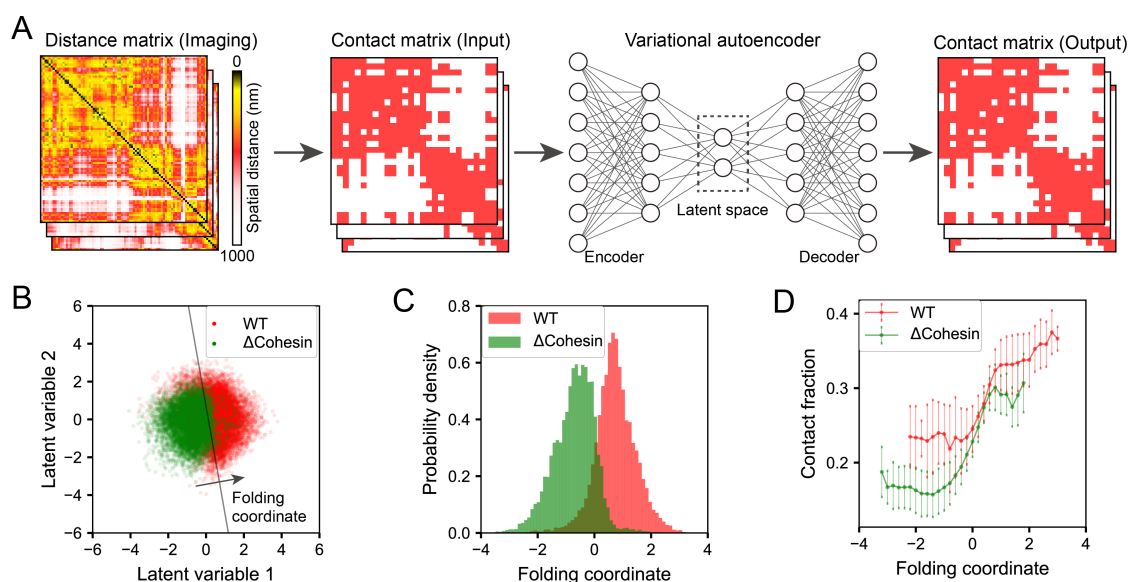 A
Distance matrix (Imaging)
0
Spatial distance (nm)
1000
Contact matrix (Input)
Variational autoencoder
Latent space
Encoder
Decoder
Contact matrix (Output)
B
6
4
2
0
−2
−4
−6
Latent variable 2
WT
ΔCohesin
Folding
coordinate
−6
−4
−2
0
2
4
6
Latent variable 1
C
0.8
0.6
0.4
0.2
0.0
Probability density
WT
ΔCohesin
−4
−2
0
2
4
Folding coordinate
D
0.4
0.3
0.2
Contact fraction
WT
ΔCohesin
−4
−2
0
2
4
Folding coordinate